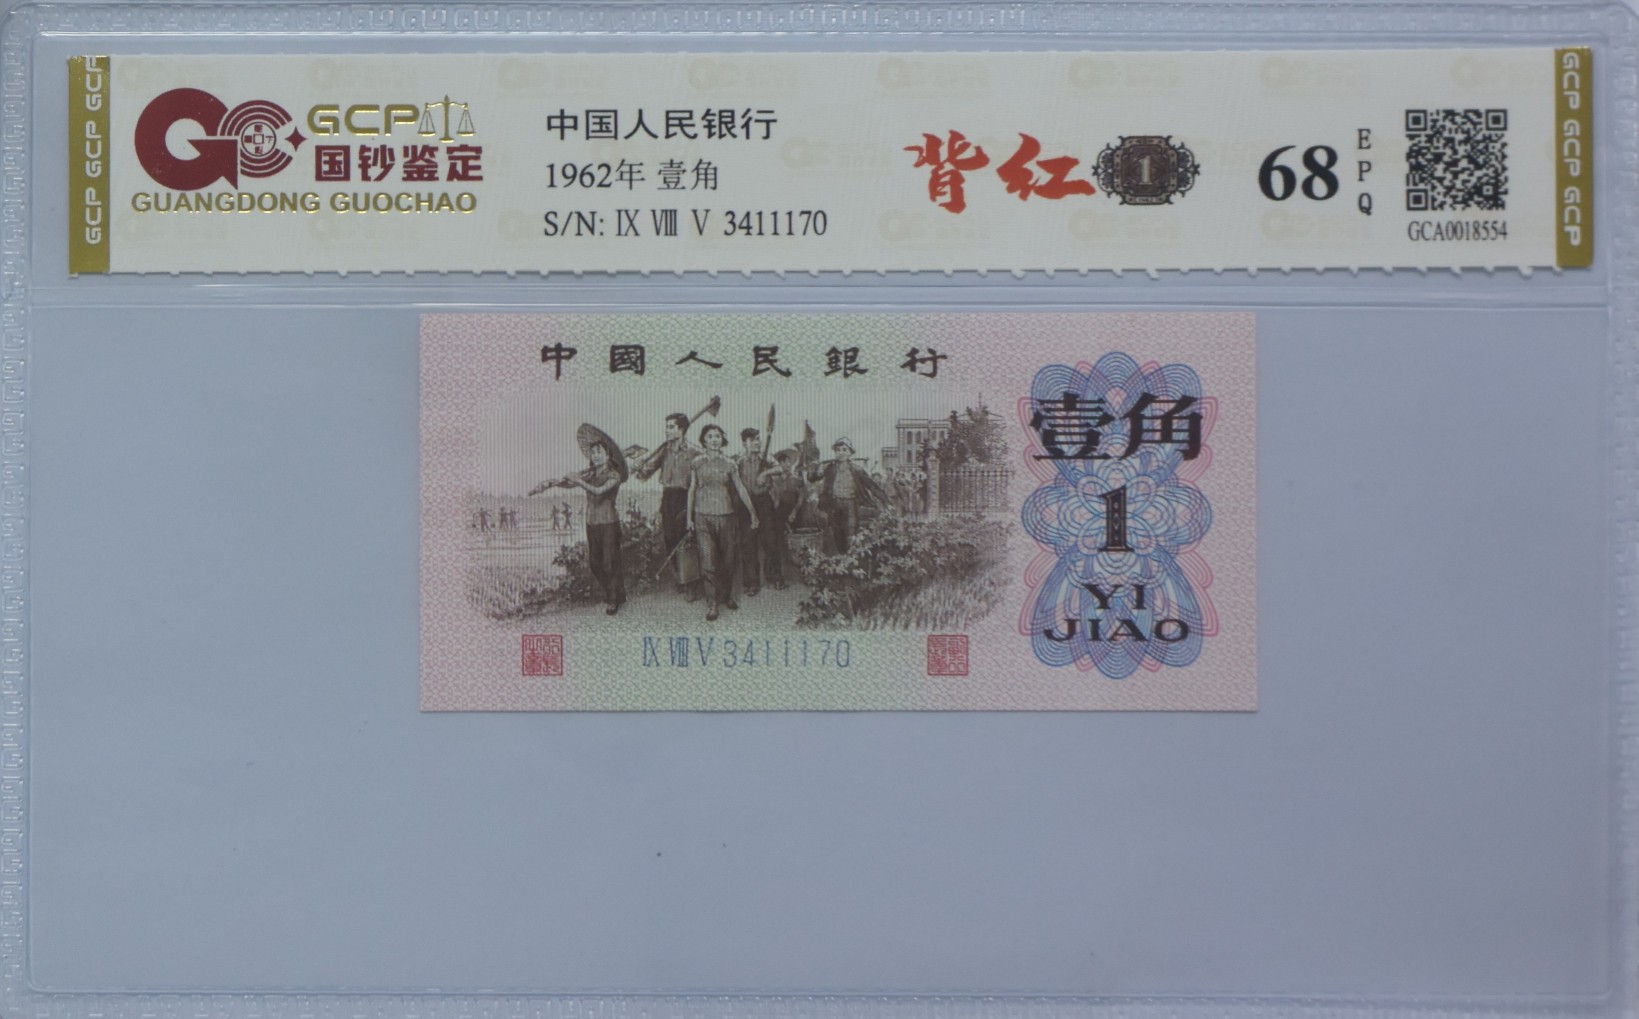 GCP
国钞鉴定
GUANGDONG GUOCHAO
中国人民银行
1962年 壹角
S/N: Ⅸ Ⅷ Ⅴ 3411170
背红
1
68
EPQ
GCA0018554
GCP GCP GCP
GCP GCP GCP
中國人民銀行
壹角
1
YI
JIAO
Ⅸ Ⅷ Ⅴ 3411170